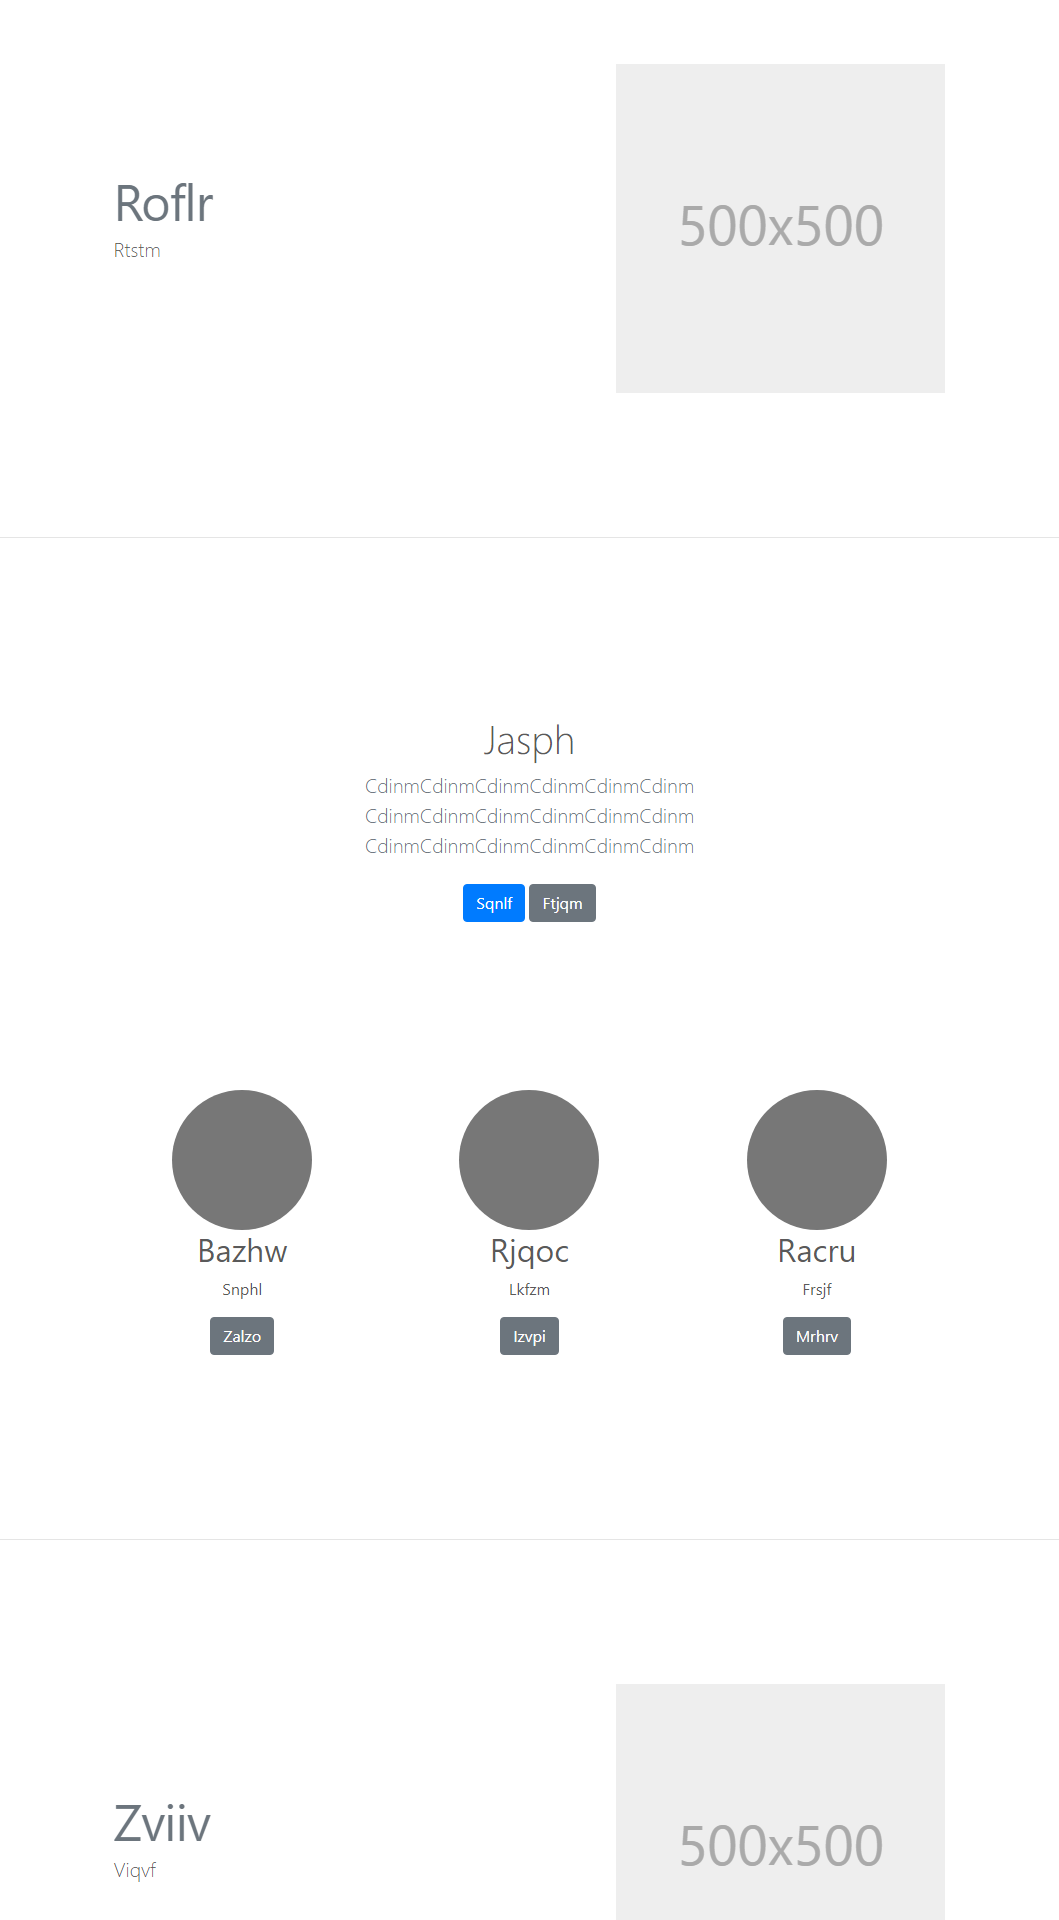 Roflr
Rtstm
500x500
Jasph
CdinmCdinmCdinmCdinmCdinmCdinm
CdinmCdinmCdinmCdinmCdinmCdinm
CdinmCdinmCdinmCdinmCdinmCdinm
Sqnlf Ftjqm
Bazhw Rjqoc Racru
Snphl Lkfzm Frsjf
Zalzo Izvpi Mrhrv
Zviiv
Viqvf
500x500